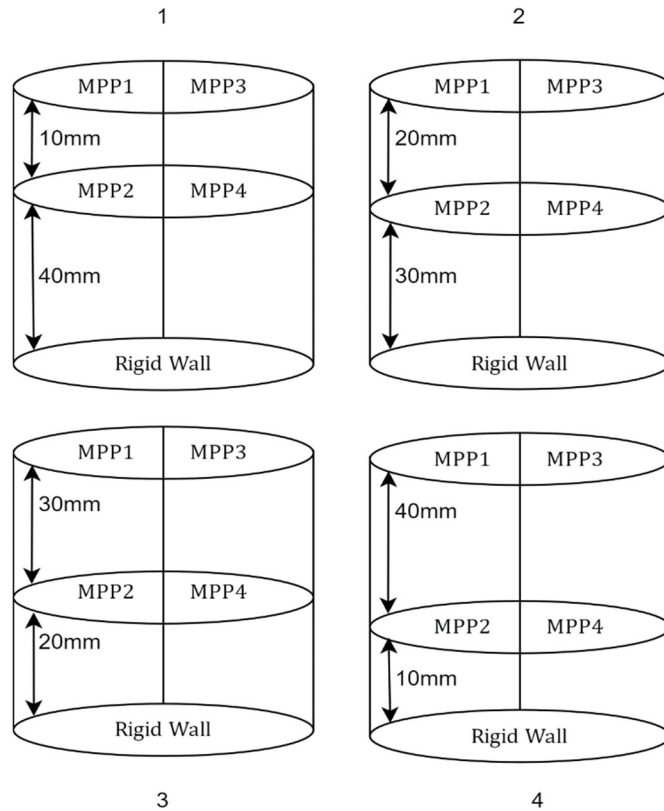 1
2
MPP1 MPP3
10mm
MPP2 MPP4
40mm
Rigid Wall
MPP1 MPP3
20mm
MPP2 MPP4
30mm
Rigid Wall
MPP1 MPP3
30mm
MPP2 MPP4
20mm
Rigid Wall
MPP1 MPP3
40mm
MPP2 MPP4
10mm
Rigid Wall
3
4